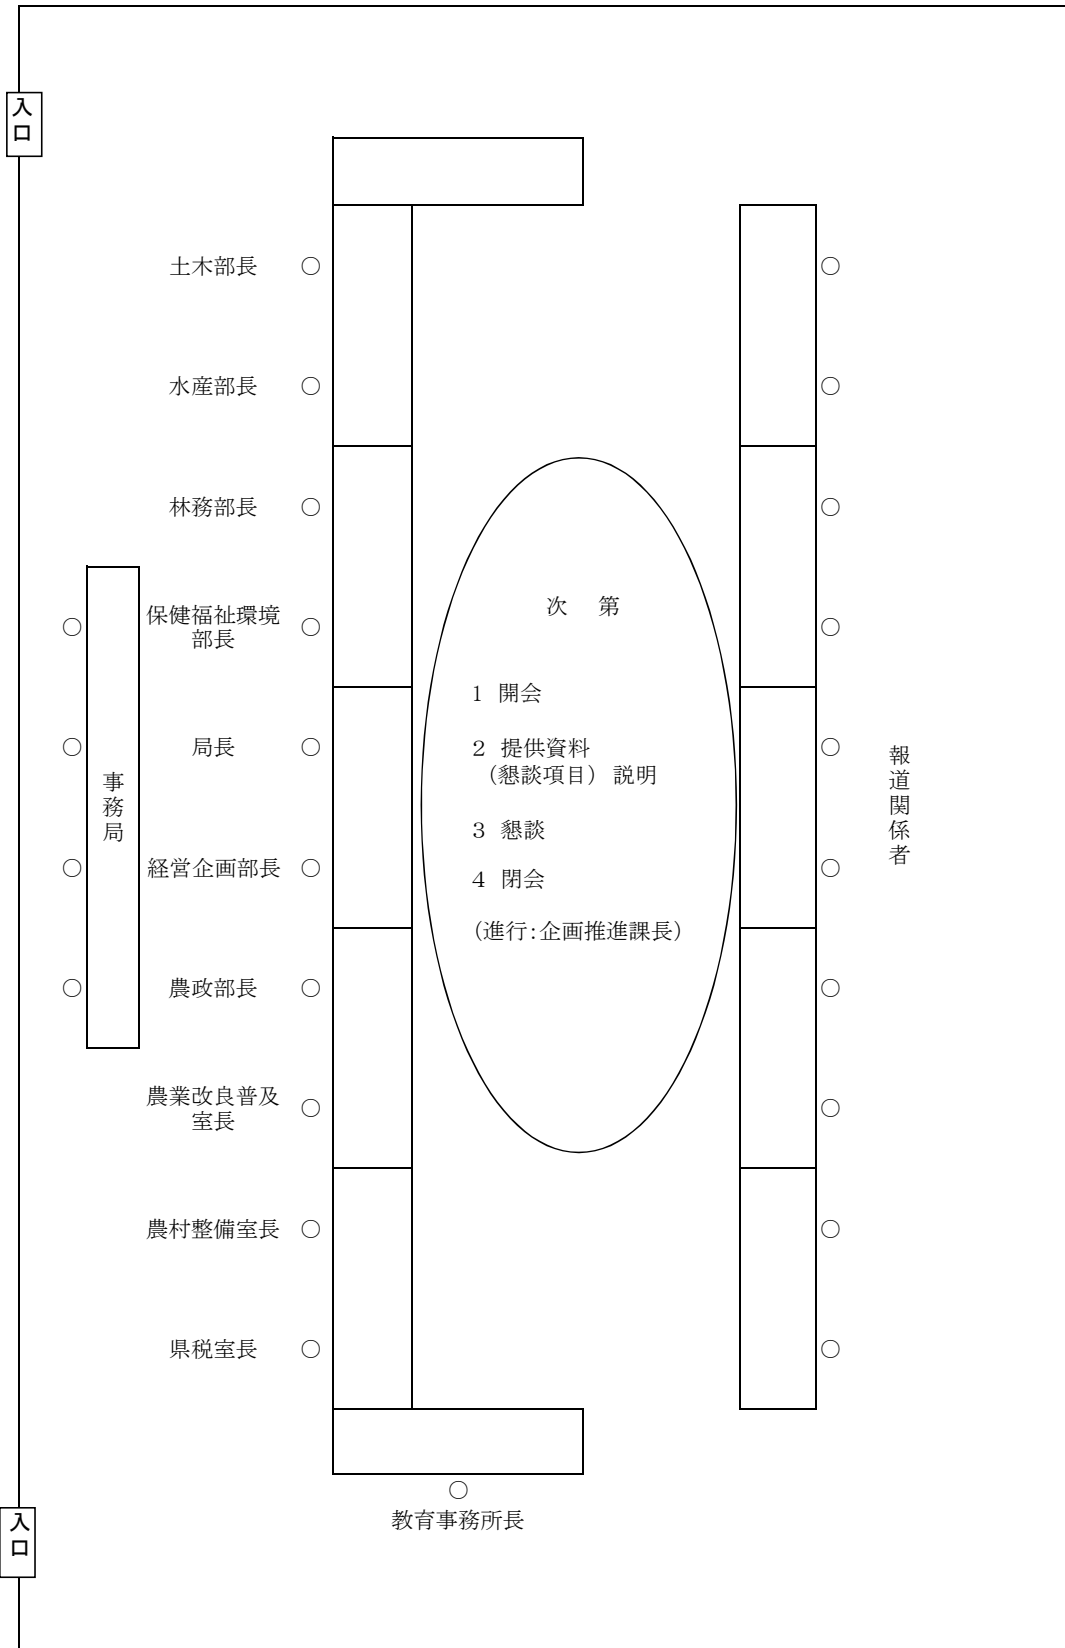 入口
土木部長 ○ ○
水産部長 ○ ○
林務部長 ○ ○
保健福祉環境
部長
○ ○ ○
局長 ○ ○ ○
事務局
経営企画部長 ○ ○ ○
農政部長 ○ ○ ○
農業改良普及
室長
○ ○
農村整備室長 ○ ○
県税室長 ○ ○
次 第
1 開会
2 提供資料
(懇談項目) 説明
3 懇談
4 閉会
(進行:企画推進課長)
報道関係者
○
教育事務所長
入口